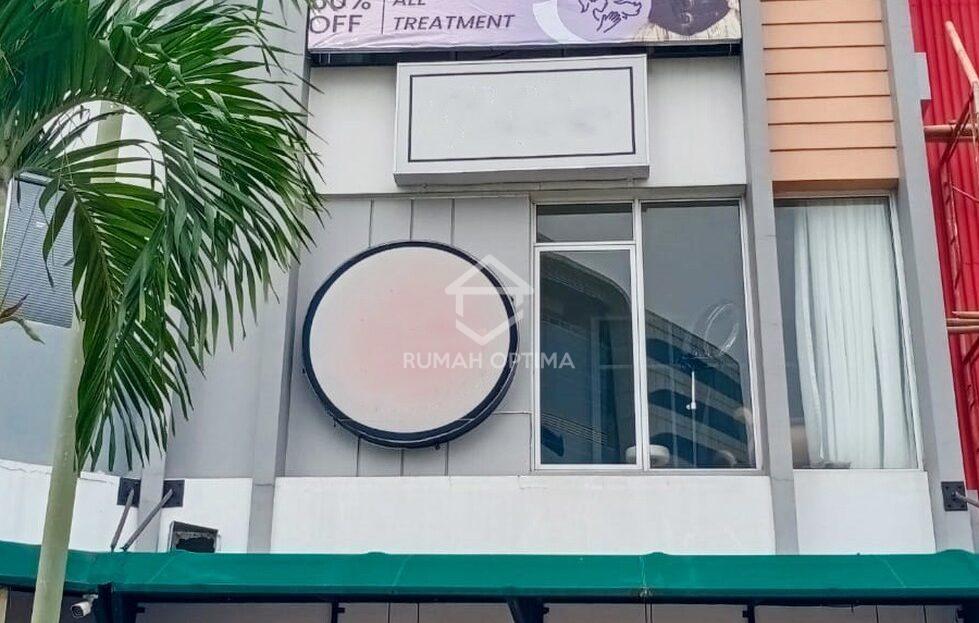 OFF
ALL
TREATMENT
RUMAH OPTIMA